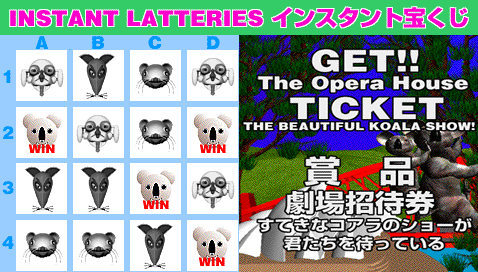 INSTANT LATTERIES インスタント宝くじ
A B C D
1
2 WIN WIN
3 WIN
4 WIN
GET!!
The Opera House
TICKET
THE BEAUTIFUL KOALA SHOW!
賞 品
劇場招待券
すてきなコアラのショーが
君たちを待っている